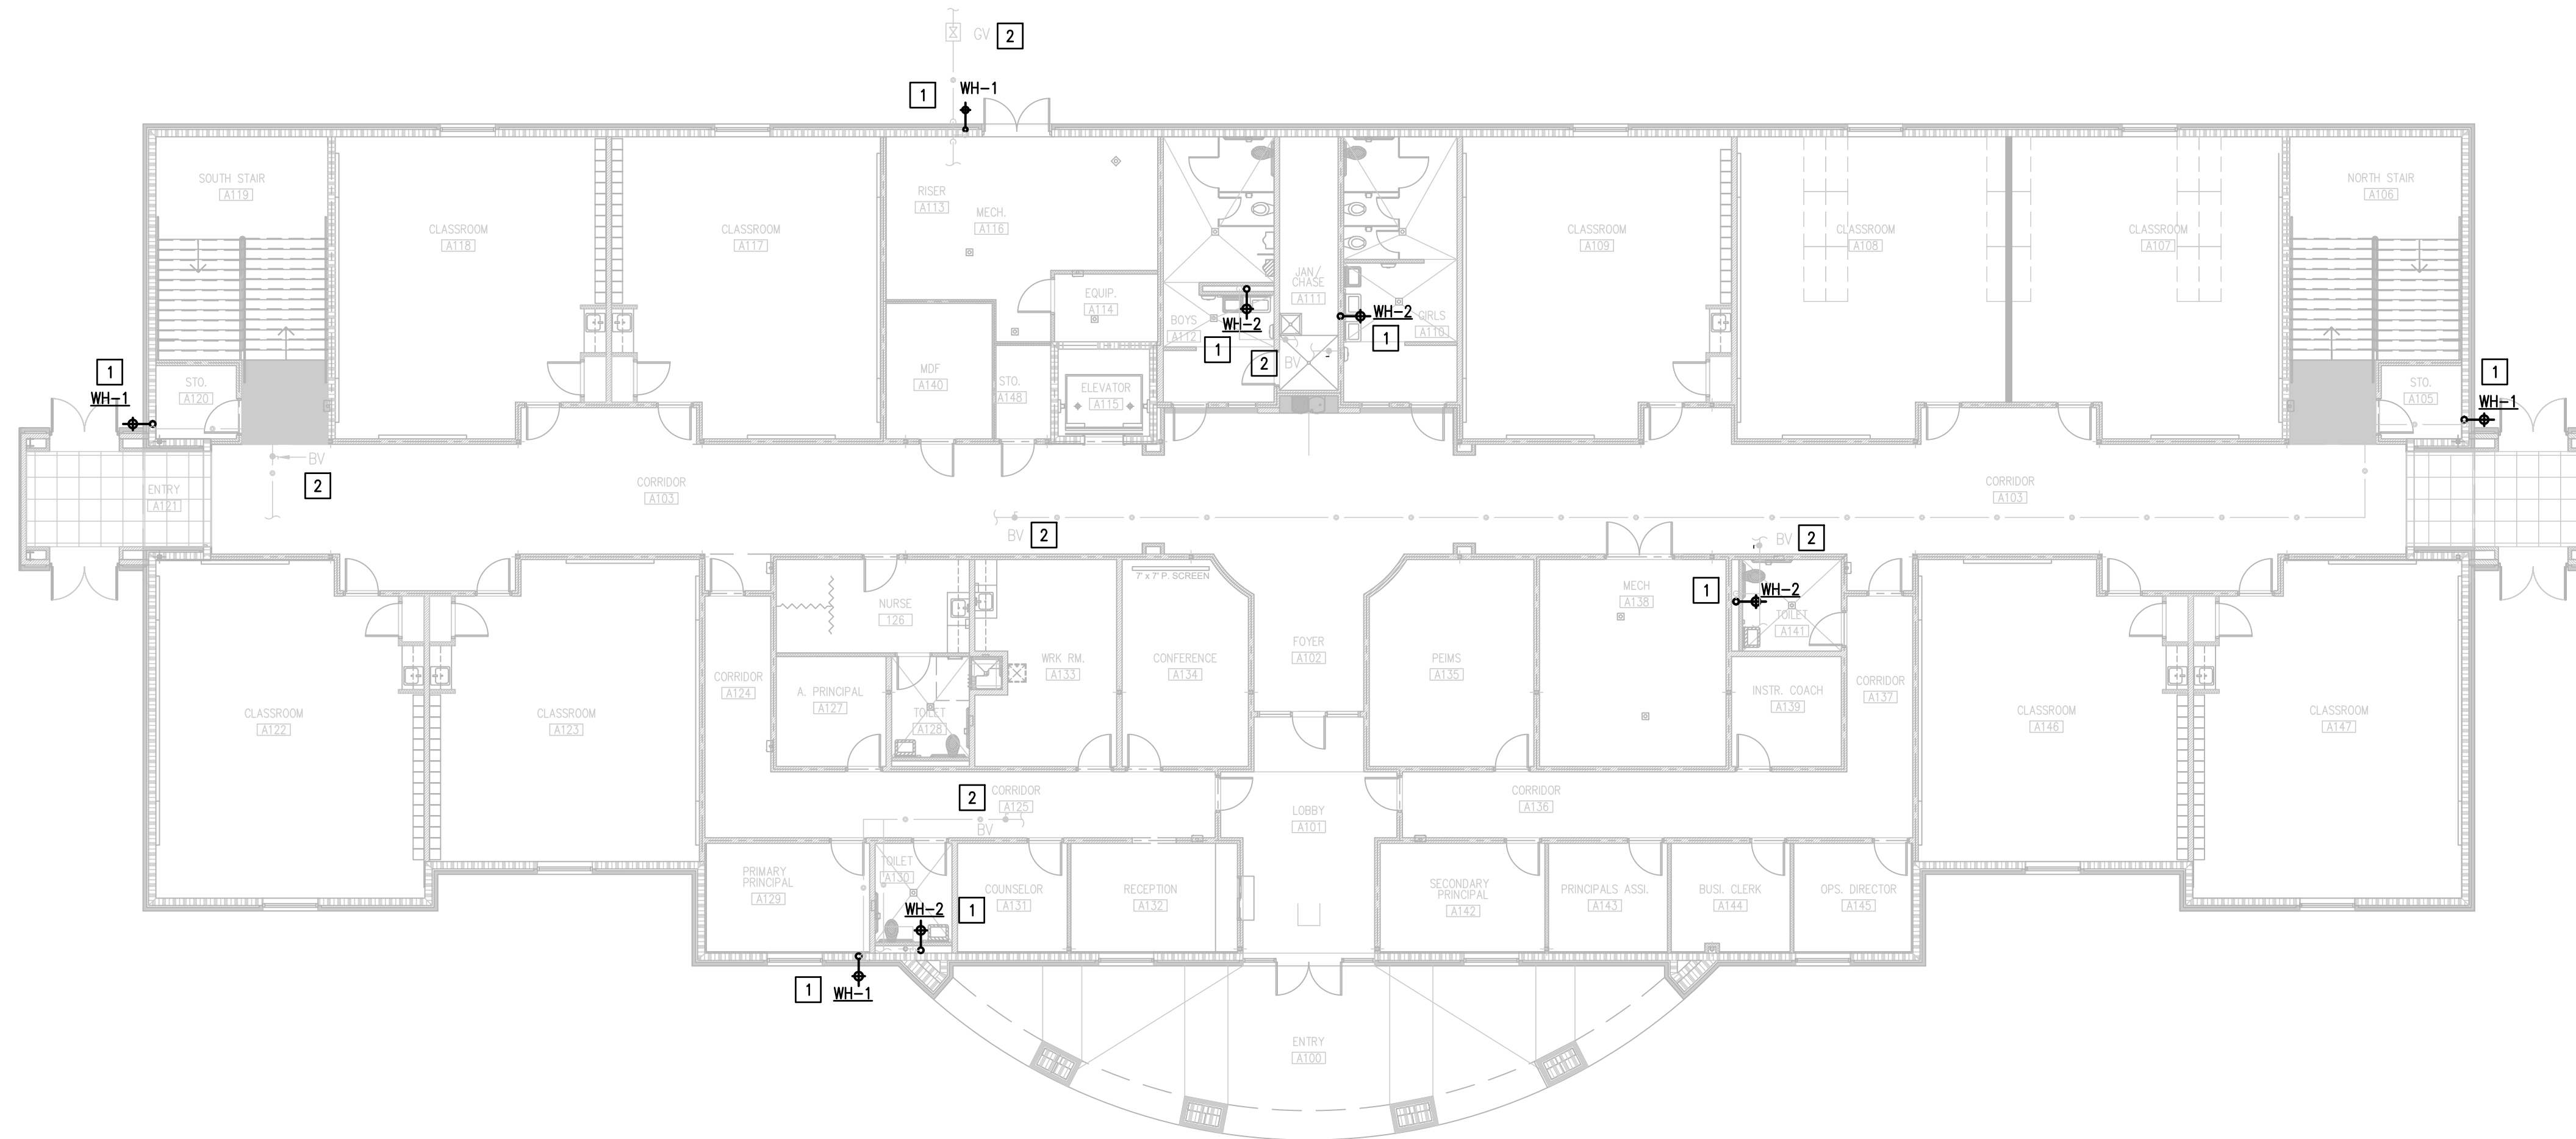 GV 2
1 WH-1
SOUTH STAIR
A119
CLASSROOM
A118
CLASSROOM
A117
RISER
A113
MECH.
A116
EQUIP.
A114
MDF
A140
STO.
A148
ELEVATOR
A115
BOYS
A112
WH-2
1
2
JAN/
CHASE
A111
BV
WH-2
1
GIRLS
A110
CLASSROOM
A109
CLASSROOM
A108
CLASSROOM
A107
NORTH STAIR
A106
1
WH-1
STO.
A120
STO.
A105
1
WH-1
BV
2
ENTRY
A121
CORRIDOR
A103
BV
2
CORRIDOR
A103
BV 2
7' x 7' P. SCREEN
NURSE
126
MECH
A138
1
WH-2
TOILET
A141
FOYER
A102
WRK RM.
A133
CONFERENCE
A134
PEIMS
A135
CORRIDOR
A124
A. PRINCIPAL
A127
TOILET
A128
INSTR. COACH
A139
CORRIDOR
A137
CLASSROOM
A122
CLASSROOM
A123
CLASSROOM
A146
CLASSROOM
A147
2
CORRIDOR
A125
BV
LOBBY
A101
CORRIDOR
A136
PRIMARY
PRINCIPAL
A129
TOILET
A130
WH-2
1
COUNSELOR
A131
RECEPTION
A132
SECONDARY
PRINCIPAL
A142
PRINCIPALS ASSI.
A143
BUSI. CLERK
A144
OPS. DIRECTOR
A145
1
WH-1
ENTRY
A100